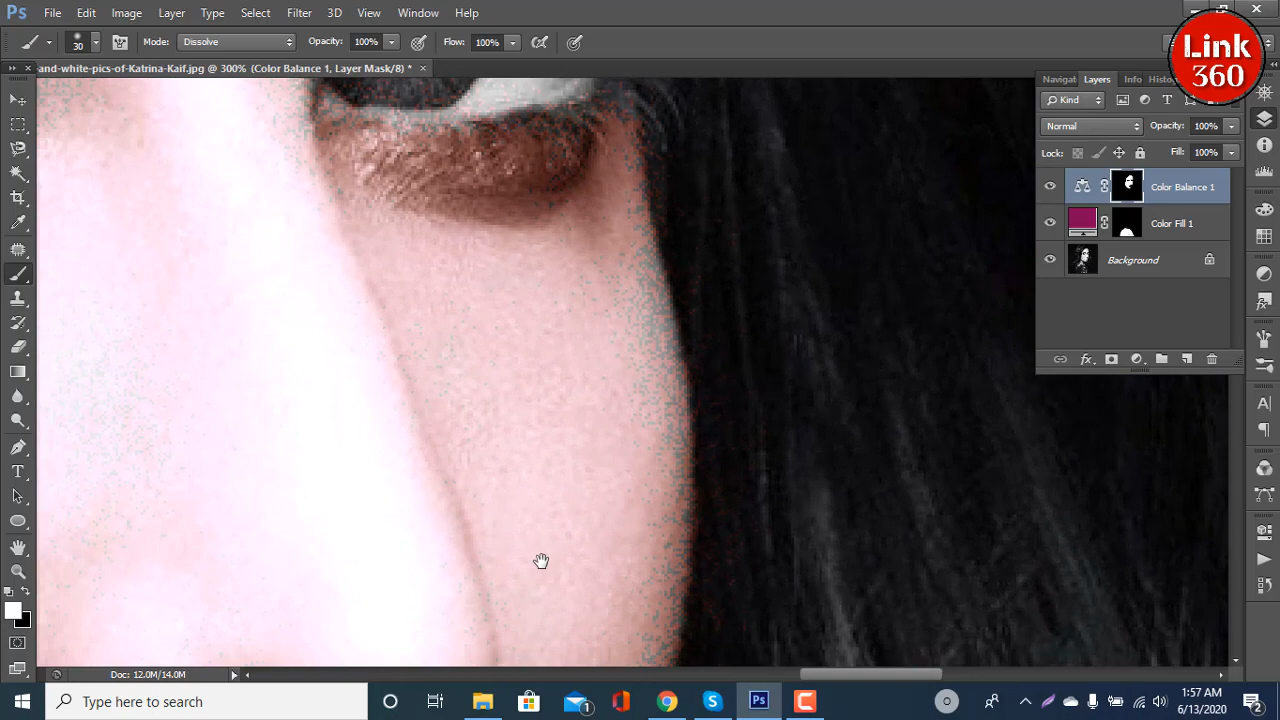 Ps File Edit Image Layer Type Select Filter 3D View Window Help
Link
360
30 Mode: Dissolve Opacity: 100% Flow: 100%
-and-white-pics-of-Katrina-Kaif.jpg @ 300% (Color Balance 1, Layer Mask/8) * ×
Navigat Layers Info Histo
Kind
Normal Opacity: 100%
Lock: Fill: 100%
Color Balance 1
Color Fill 1
Background
Doc: 12.0M/14.0M
Type here to search
1
Ps
1:57 AM
6/13/2020
2